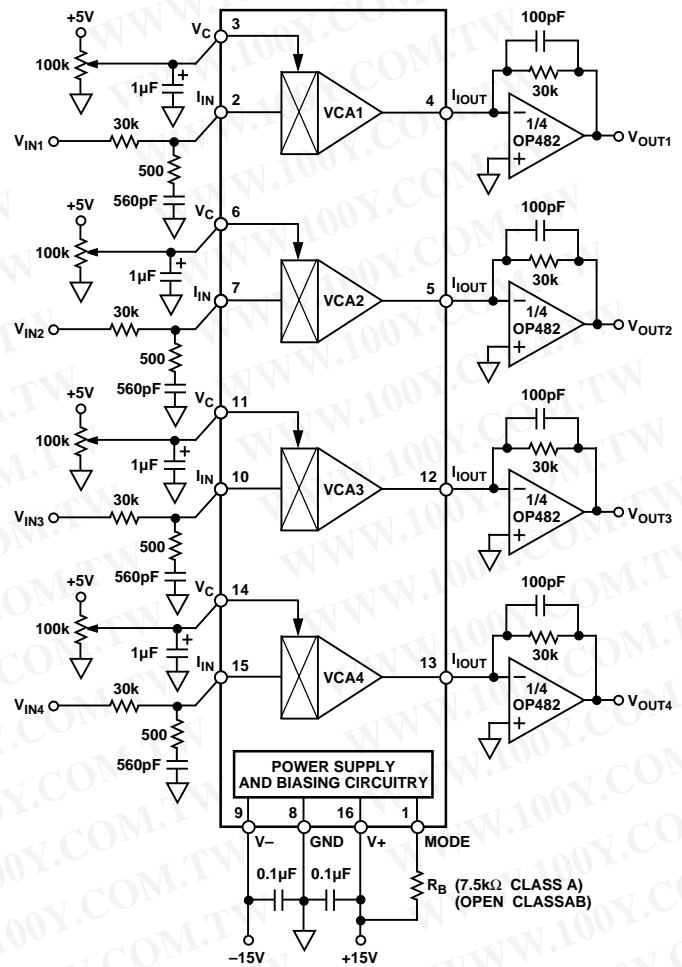 +5V
100k
1µF
VC
3
IIN
2
VIN1
30k
500
560pF
VCA1
4
IIOUT
100pF
30k
1/4
OP482
VOUT1
+5V
100k
1µF
VC
6
IIN
7
VIN2
30k
500
560pF
VCA2
5
IIOUT
100pF
30k
1/4
OP482
VOUT2
+5V
100k
1µF
VC
11
IIN
10
VIN3
30k
500
560pF
VCA3
12
IIOUT
100pF
30k
1/4
OP482
VOUT3
+5V
100k
1µF
VC
14
IIN
15
VIN4
30k
500
560pF
VCA4
13
IIOUT
100pF
30k
1/4
OP482
VOUT4
POWER SUPPLY
AND BIASING CIRCUITRY
9 8 16 1
V– GND V+ MODE
0.1µF 0.1µF
RB (7.5kΩ CLASS A)
(OPEN CLASSAB)
–15V +15V
WWW.100Y.COM.TW